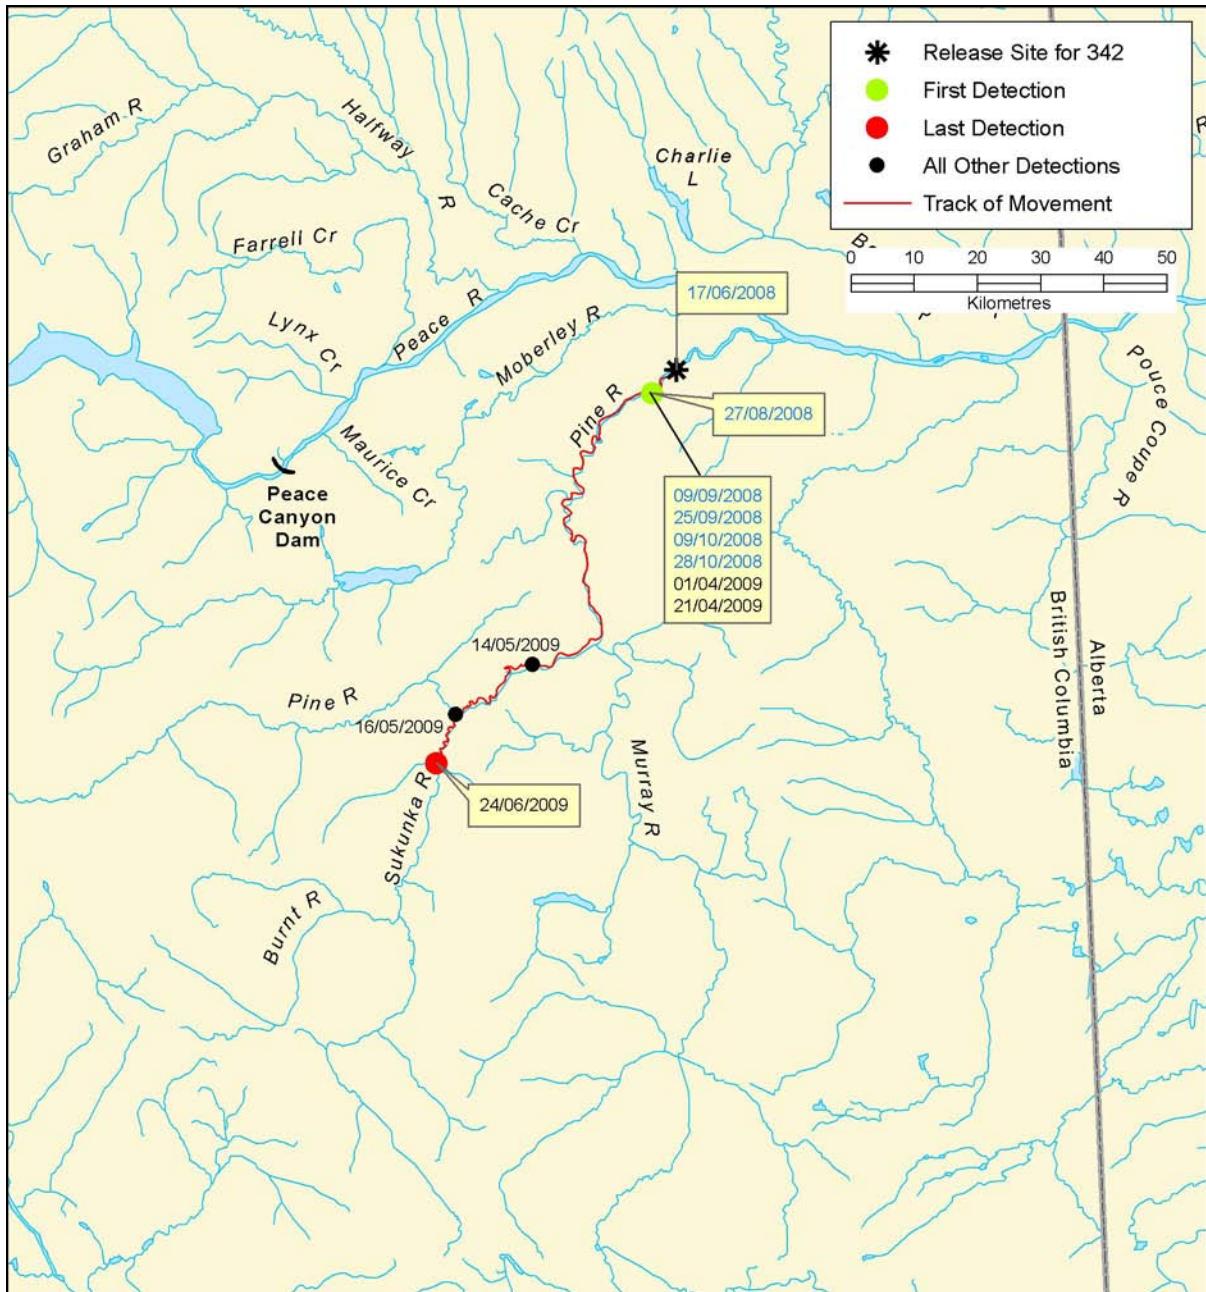 Release Site for 342
First Detection
Last Detection
All Other Detections
Track of Movement
0 10 20 30 40 50
Kilometres
Graham R
Halfway
R
Charlie
L
Cache Cr
Farrell Cr
Lynx Cr
Peace R
Moberley R
17/06/2008
Pine R
27/08/2008
Pouce Coupe R
Maurice Cr
Peace
Canyon
Dam
09/09/2008
25/09/2008
09/10/2008
28/10/2008
01/04/2009
21/04/2009
British Columbia
Alberta
14/05/2009
Pine R
16/05/2009
24/06/2009
Sukunka R
Murray R
Burnt R
R